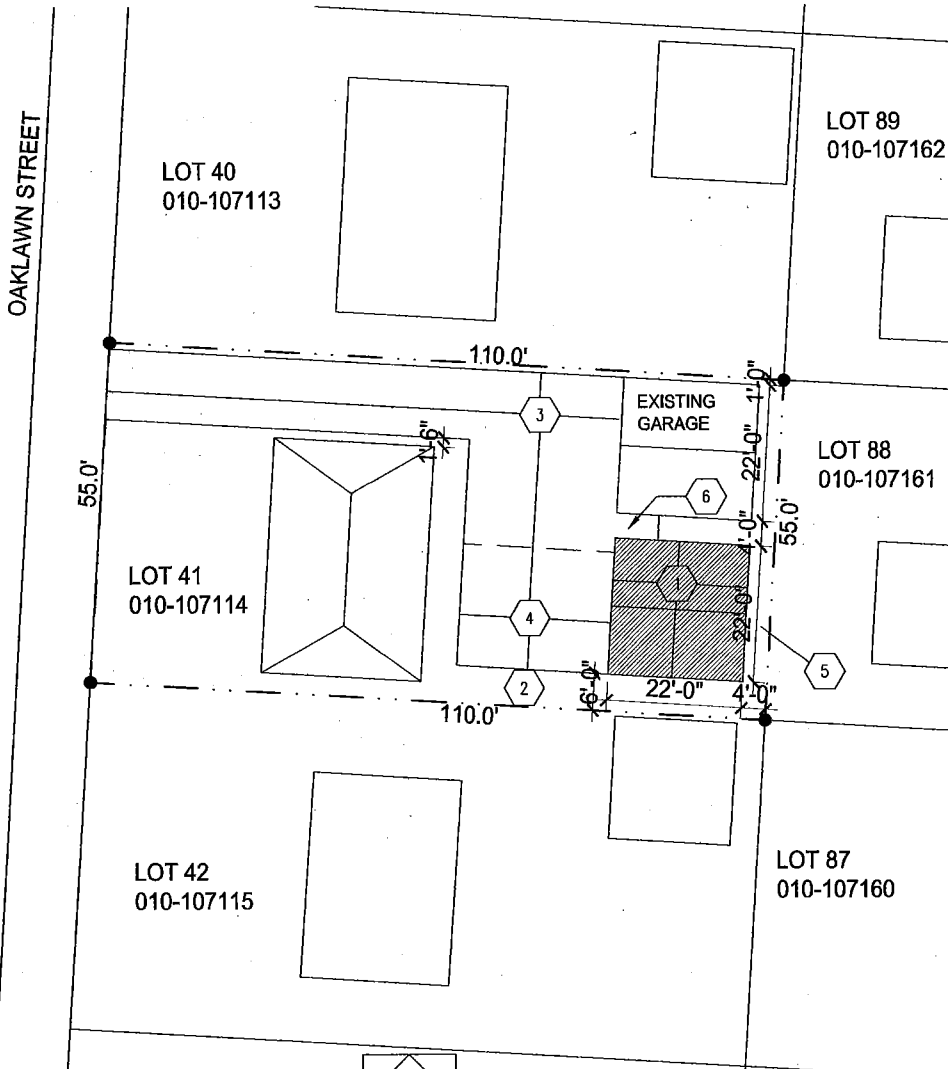 OAKLAWN STREET
LOT 40
010-107113
LOT 89
010-107162
110.0'
1'-0"
EXISTING
GARAGE
3
1'-6"
22'-0"
LOT 88
010-107161
55.0'
6
4'-0"
55.0'
LOT 41
010-107114
1
22'-0"
4
5
2
6'-0"
22'-0"
4'-0"
110.0'
LOT 42
010-107115
LOT 87
010-107160